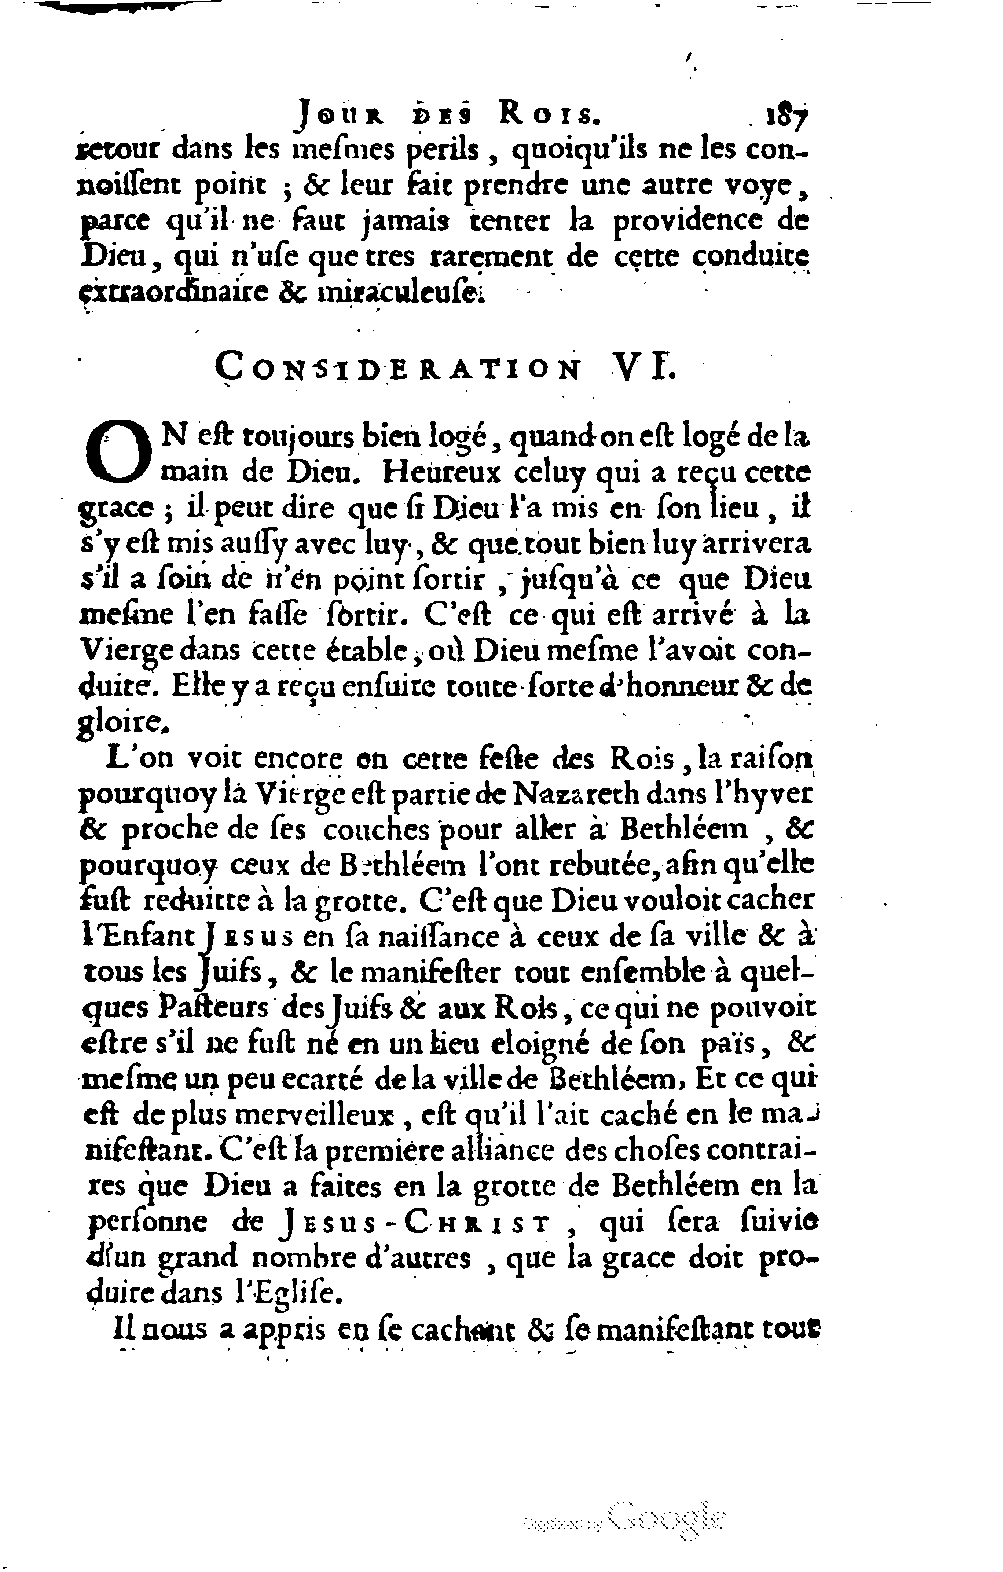 JOUR DES ROIS. 187
retour dans les meſmes perils, quoiqu'ils ne les con-
noiſſent point ; & leur fait prendre une autre voye,
parce qu'il ne faut jamais tenter la providence de
Dieu, qui n'uſe que tres rarement de cette conduite
extraordinaire & miraculeuſe.
CONSIDERATION VI.
ON eſt toujours bien logé, quand on eſt logé de la
main de Dieu. Heureux celuy qui a reçu cette
grace ; il peut dire que ſi Dieu l'a mis en ſon lieu, il
s'y eſt mis auſſy avec luy, & que tout bien luy arrivera
s'il a ſoin de n'en point ſortir, juſqu'à ce que Dieu
meſme l'en faſſe ſortir. C'eſt ce qui eſt arrivé à la
Vierge dans cette étable, où Dieu meſme l'avoit con-
duite. Elle y a reçu enſuite toute ſorte d'honneur & de
gloire.
L'on voit encore en cette feſte des Rois, la raiſon
pourquoy la Vierge eſt partie de Nazareth dans l'hyver
& proche de ſes couches pour aller à Bethléem, &
pourquoy ceux de Bethléem l'ont rebutée, afin qu'elle
fuſt reduitte à la grotte. C'eſt que Dieu vouloit cacher
l'Enfant JESUS en ſa naiſſance à ceux de ſa ville & à
tous les Juifs, & le manifeſter tout enſemble à quel-
ques Paſteurs des Juifs & aux Rois, ce qui ne pouvoit
eſtre s'il ne fuſt né en un lieu eloigné de ſon païs, &
meſme un peu ecarté de la ville de Bethléem, Et ce qui
eſt de plus merveilleux, eſt qu'il l'ait caché en le ma-
nifeſtant. C'eſt la premiere alliance des choſes contrai-
res que Dieu a faites en la grotte de Bethléem en la
perſonne de JESUS-CHRIST, qui ſera ſuivie
d'un grand nombre d'autres, que la grace doit pro-
duire dans l'Egliſe.
Il nous a appris en ſe cachant & ſe manifeſtant tout
Digitized by Google